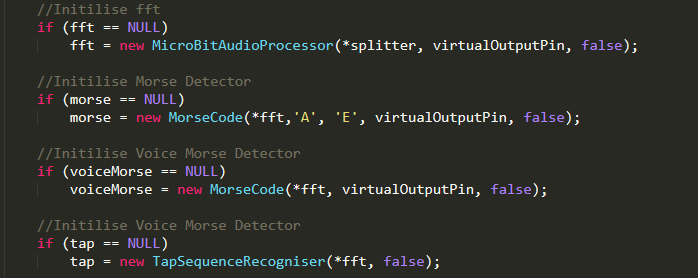 //Initilise fft
if (fft == NULL)
fft = new MicroBitAudioProcessor(*splitter, virtualOutputPin, false);
//Initilise Morse Detector
if (morse == NULL)
morse = new MorseCode(*fft,'A', 'E', virtualOutputPin, false);
//Initilise Voice Morse Detector
if (voiceMorse == NULL)
voiceMorse = new MorseCode(*fft, virtualOutputPin, false);
//Initilise Voice Morse Detector
if (tap == NULL)
tap = new TapSequenceRecogniser(*fft, false);